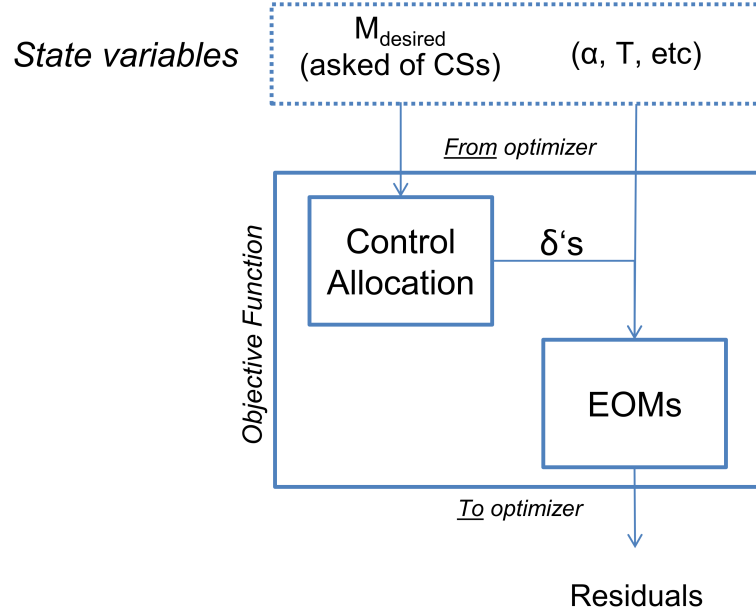 State variables
M_desired
(asked of CSs)
(α, T, etc)
From optimizer
Objective Function
Control
Allocation
δ‘s
EOMs
To optimizer
Residuals